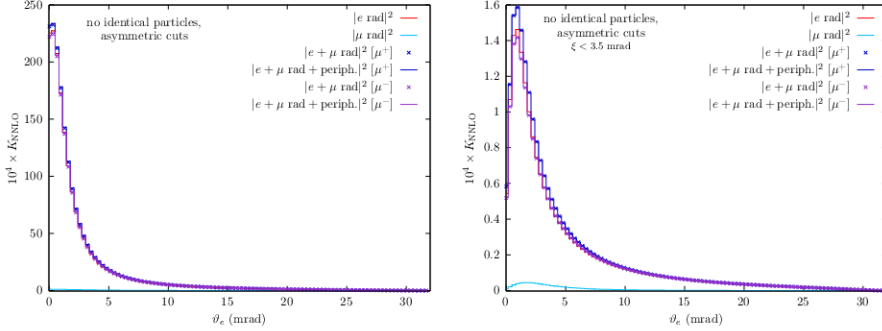 no identical particles,
asymmetric cuts
|e rad|²
|μ rad|²
|e + μ rad|² [μ⁺]
|e + μ rad + periph.|² [μ⁺]
|e + μ rad|² [μ⁻]
|e + μ rad + periph.|² [μ⁻]
10⁴ × K_NNLO
300
250
200
150
100
50
0
0 5 10 15 20 25 30
ϑₑ (mrad)
no identical particles,
asymmetric cuts
ξ < 3.5 mrad
|e rad|²
|μ rad|²
|e + μ rad|² [μ⁺]
|e + μ rad + periph.|² [μ⁺]
|e + μ rad|² [μ⁻]
|e + μ rad + periph.|² [μ⁻]
10⁴ × K_NNLO
1.6
1.4
1.2
1
0.8
0.6
0.4
0.2
0
0 5 10 15 20 25 30
ϑₑ (mrad)